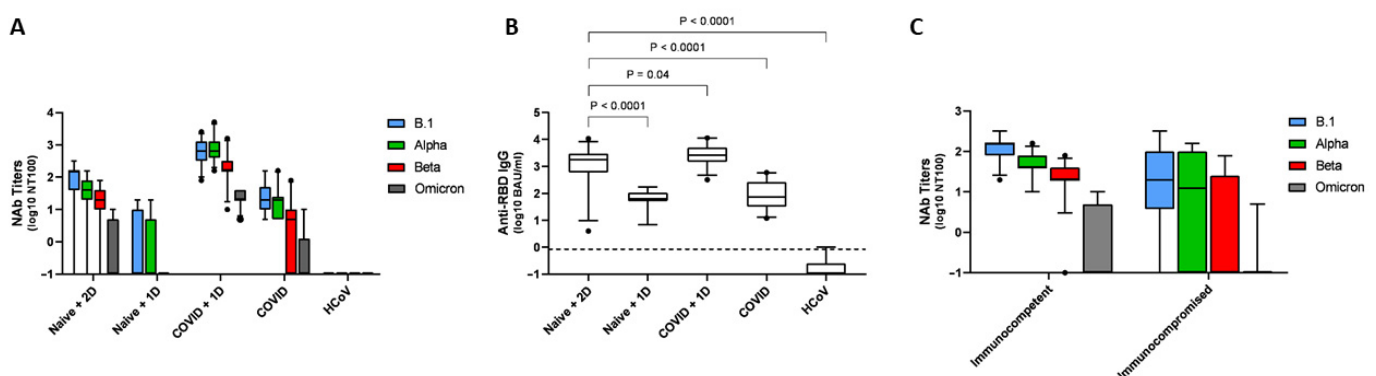 A
NAb Titers
(log10 NT100)
4
3
2
1
0
−1
Naive + 2D
Naive + 1D
COVID + 1D
COVID
HCoV
B.1
Alpha
Beta
Omicron
B
P < 0.0001
P < 0.0001
P = 0.04
P < 0.0001
Anti-RBD IgG
(log10 BAU/ml)
5
4
3
2
1
0
−1
Naive + 2D
Naive + 1D
COVID + 1D
COVID
HCoV
C
NAb Titers
(log10 NT100)
3
2
1
0
−1
Immunocompetent
Immunocompromised
B.1
Alpha
Beta
Omicron